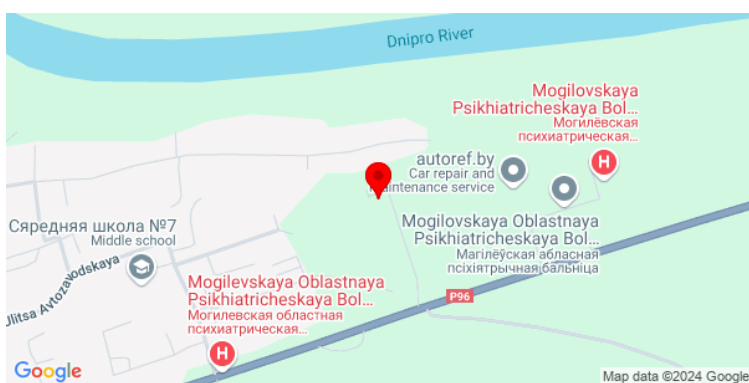 Dnipro River
Mogilovskaya
Psikhiatricheskaya Bol...
Могилёвская
психиатрическая...
autoref.by
Car repair and
maintenance service
Mogilovskaya Oblastnaya
Psikhiatricheskaya Bol...
Магілёўская абласная
псіхіятрычная бальніца
Сярэдняя школа №7
Middle school
Ulitsa Avtozavodskaya
Mogilevskaya Oblastnaya
Psikhiatricheskaya Bol...
Могилевская областная
психиатрическая...
P96
H
H
Google
Map data ©2024 Google